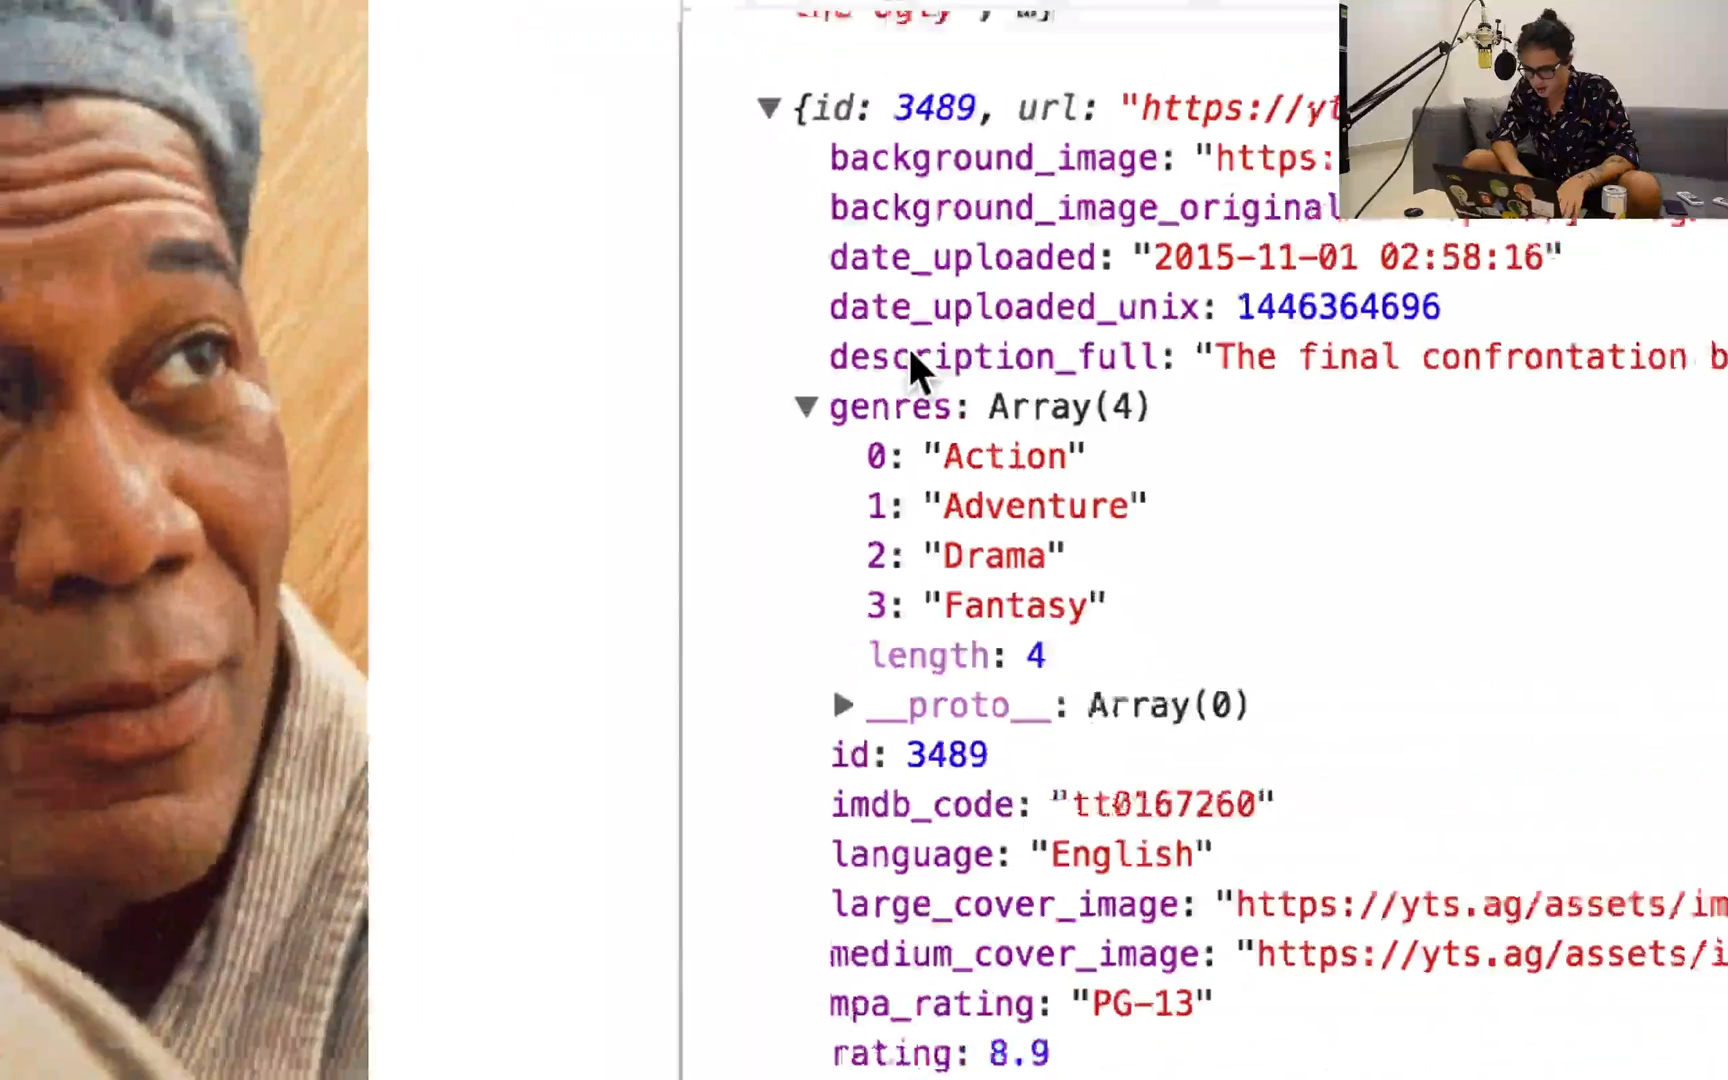 the Ugly", …}
▼ {id: 3489, url: "https://yt
background_image: "https:
background_image_original
date_uploaded: "2015-11-01 02:58:16"
date_uploaded_unix: 1446364696
description_full: "The final confrontation b
▼ genres: Array(4)
0: "Action"
1: "Adventure"
2: "Drama"
3: "Fantasy"
length: 4
▶ __proto__: Array(0)
id: 3489
imdb_code: "tt0167260"
language: "English"
large_cover_image: "https://yts.ag/assets/im
medium_cover_image: "https://yts.ag/assets/i
mpa_rating: "PG-13"
rating: 8.9